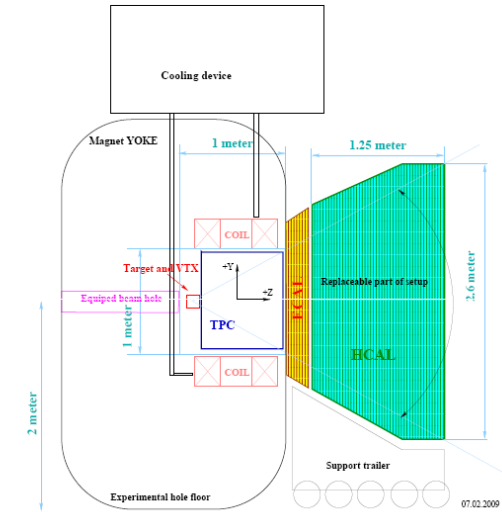 Cooling device
Magnet YOKE
1 meter
1.25 meter
COIL
Target and VTX
+Y
+Z
Equiped beam hole
TPC
1 meter
ECAL
Replaceable part of setup
2.6 meter
HCAL
COIL
2 meter
Support trailer
Experimental hole floor
07.02.2009